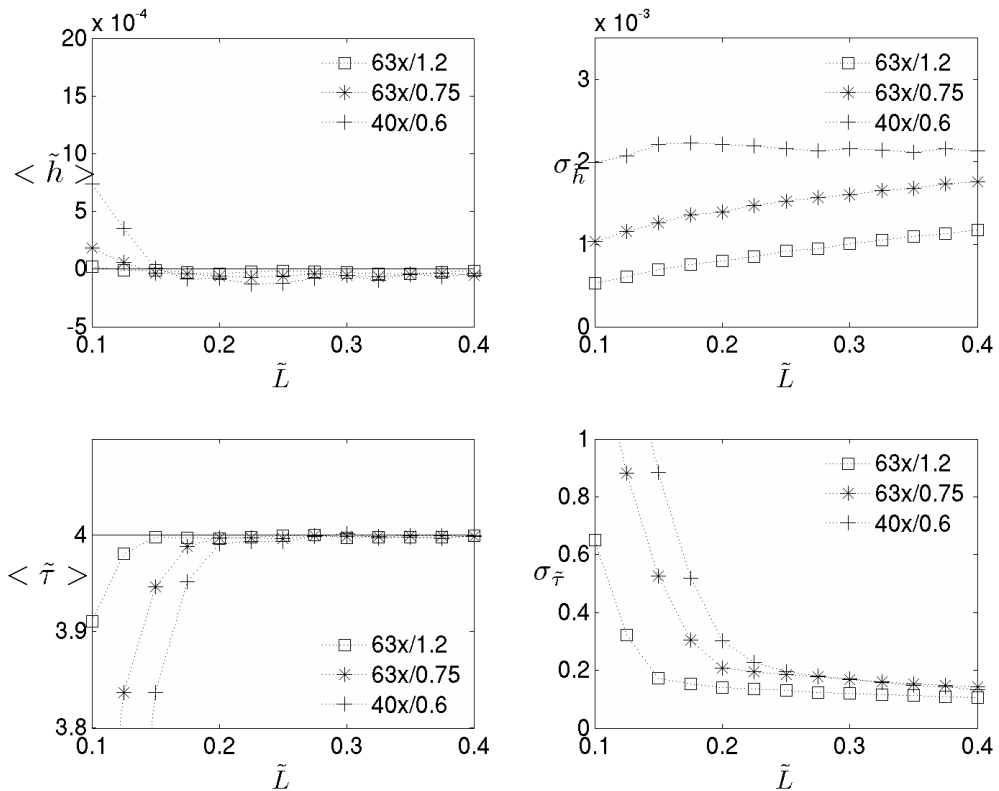 x 10⁻⁴
20
15
10
5
0
-5
< h̃ >
63x/1.2
63x/0.75
40x/0.6
0.1 0.2 0.3 0.4
L̃
x 10⁻³
3
2
1
0
σ_h̃
63x/1.2
63x/0.75
40x/0.6
0.1 0.2 0.3 0.4
L̃
4
3.9
3.8
< τ̃ >
63x/1.2
63x/0.75
40x/0.6
0.1 0.2 0.3 0.4
L̃
1
0.8
0.6
0.4
0.2
0
σ_τ̃
63x/1.2
63x/0.75
40x/0.6
0.1 0.2 0.3 0.4
L̃